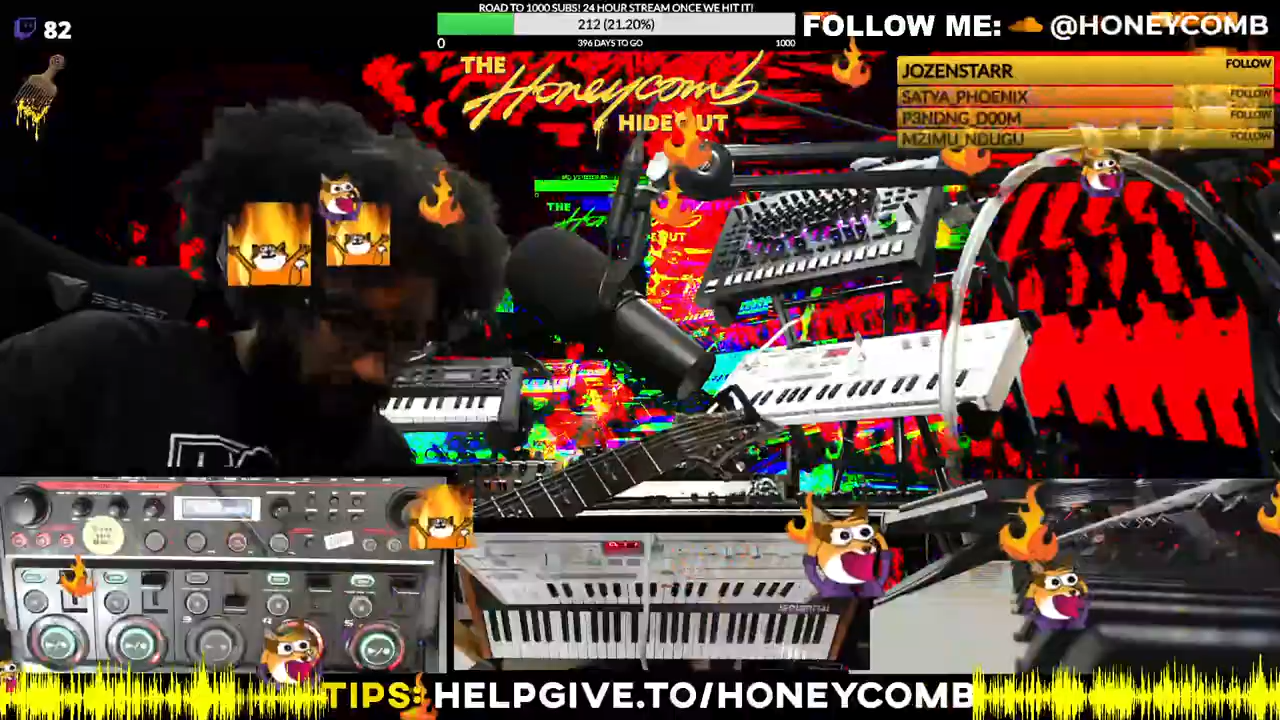 82
ROAD TO 1000 SUBS! 24 HOUR STREAM ONCE WE HIT IT!
212 (21.20%)
0 396 DAYS TO GO 1000
FOLLOW ME: @HONEYCOMB
JOZENSTARR FOLLOW
SATYA_PHOENIX FOLLOW
P3NDNG_D00M FOLLOW
MZIMU_NDUGU FOLLOW
THE
Honeycomb
HIDEOUT
THE
TIPS: HELPGIVE.TO/HONEYCOMB